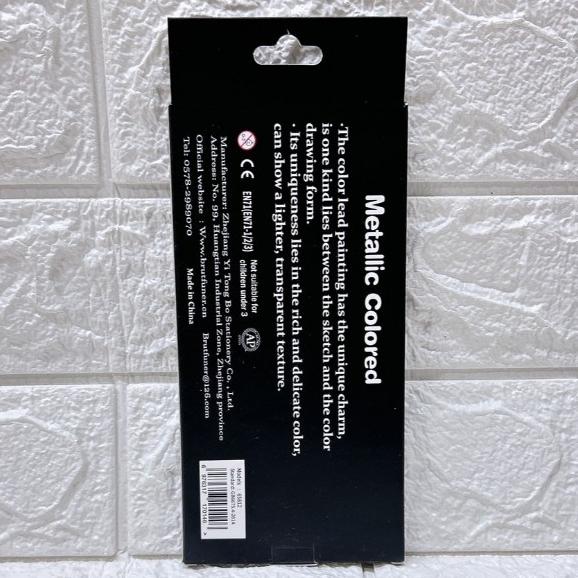 Metallic Colored
·The color lead painting has the unique charm,
is one kind lies between the sketch and the color
drawing form.
· Its uniqueness lies in the rich and delicate color,
can show a lighter, transparent texture.
CE EN71(EN71-1/2/3) Not suitable for
children under 3
AP
Manufacturer: Zhejiang Yi Tong Bo Stationery Co. , Ltd.
Address: No. 99, Huangtian Industrial Zone, Zhejiang province
Official website : Www.brutfuner.cn Brutfuner@126.com
Tel: 0578-2989070 Made in China
Models
Standard: